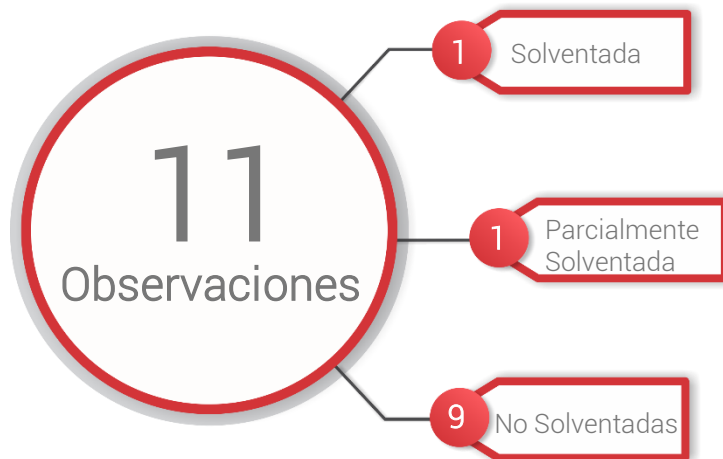 11
Observaciones
1
Solventada
1
Parcialmente
Solventada
9
No Solventadas